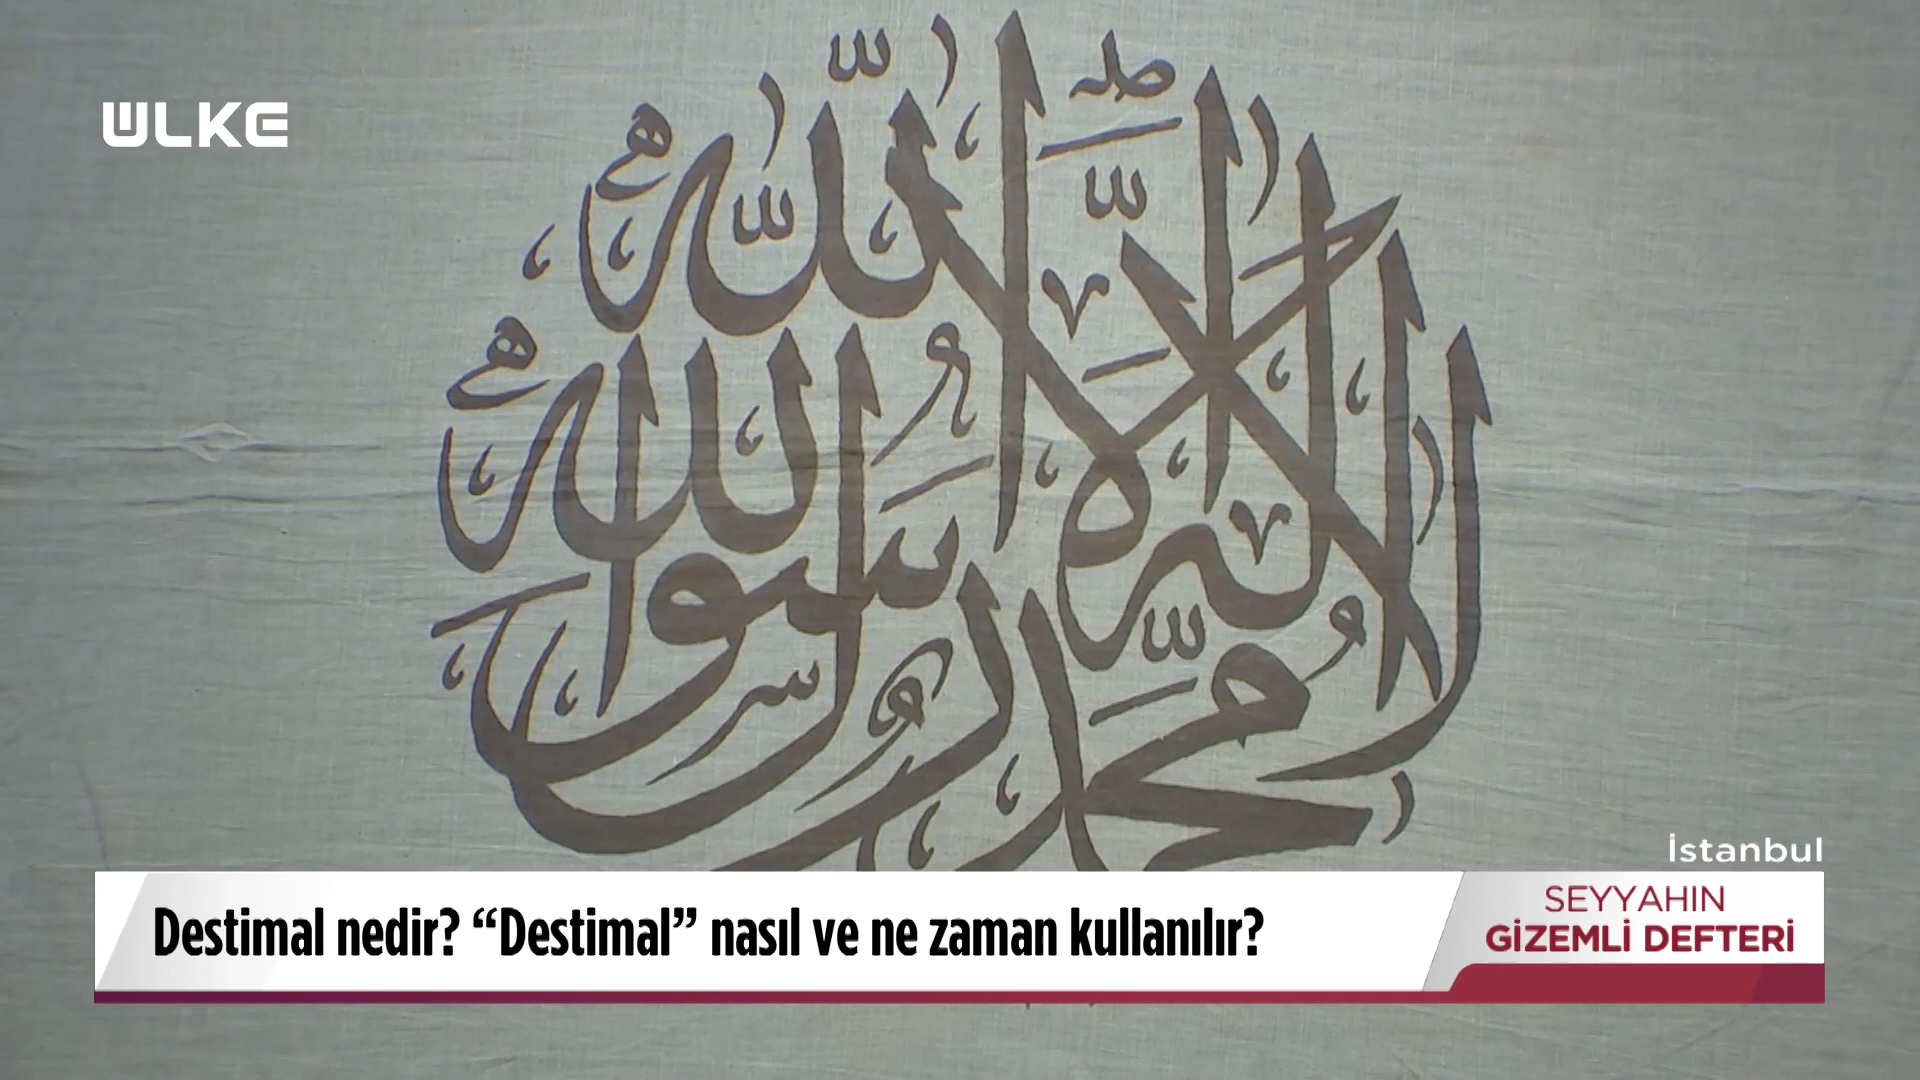 ÜLKE
لا إله إلا الله
محمد رسول الله
İstanbul
Destimal nedir? “Destimal” nasıl ve ne zaman kullanılır?
SEYYAHIN
GİZEMLİ DEFTERİ